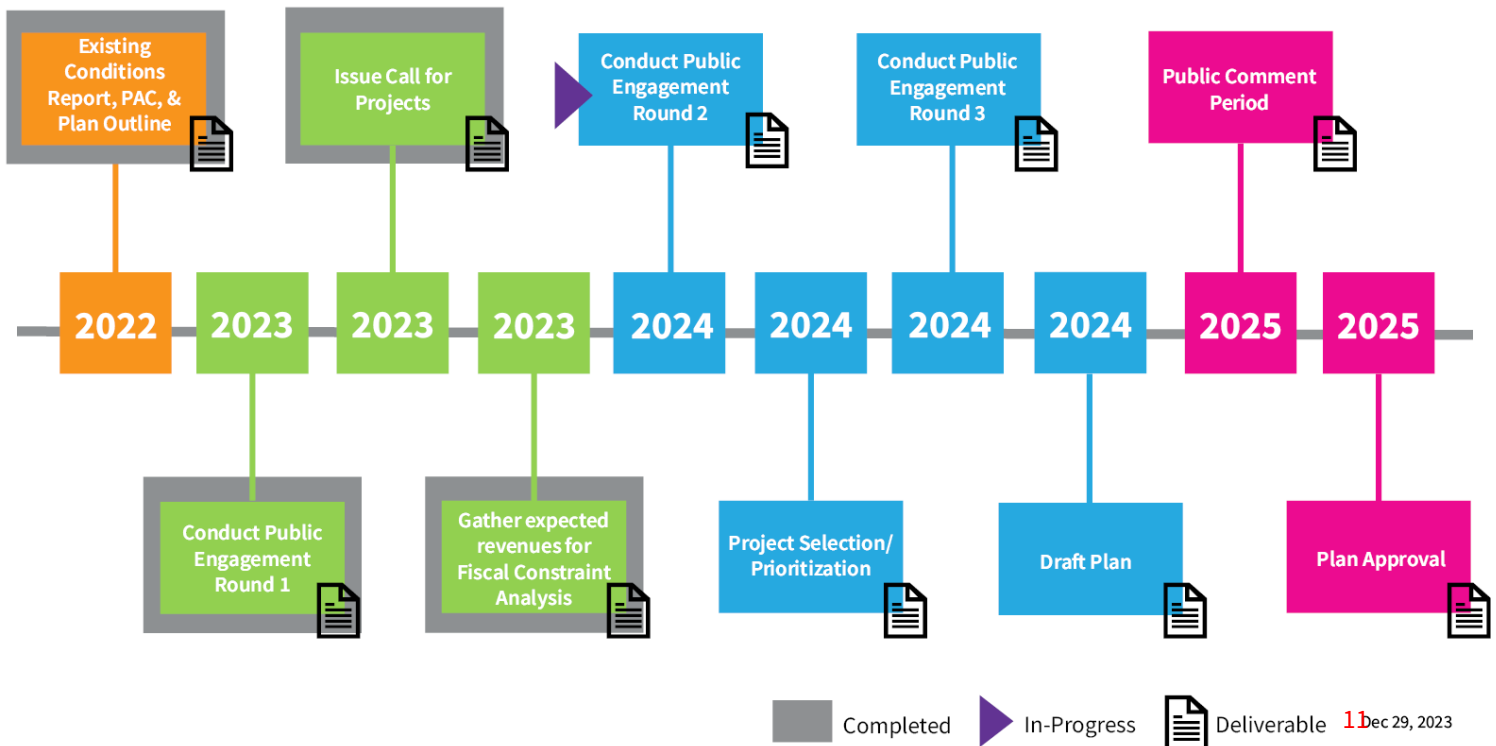 Existing
Conditions
Report, PAC, &
Plan Outline
Issue Call for
Projects
Conduct Public
Engagement
Round 2
Conduct Public
Engagement
Round 3
Public Comment
Period
2022
2023
2023
2023
2024
2024
2024
2024
2025
2025
Conduct Public
Engagement
Round 1
Gather expected
revenues for
Fiscal Constraint
Analysis
Project Selection/
Prioritization
Draft Plan
Plan Approval
Completed
In-Progress
Deliverable
11
Dec 29, 2023